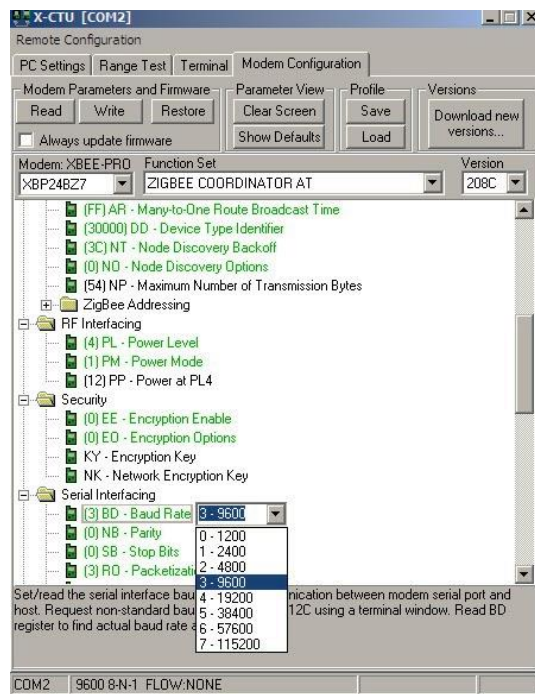 X-CTU [COM2]
Remote Configuration
PC Settings Range Test Terminal Modem Configuration
Modem Parameters and Firmware Parameter View Profile Versions
Read Write Restore Clear Screen Save Download new versions...
Always update firmware Show Defaults Load
Modem: XBEE-PRO Function Set Version
XBP24BZ7 ZIGBEE COORDINATOR AT 208C
(FF) AR - Many-to-One Route Broadcast Time
(30000) DD - Device Type Identifier
(3C) NT - Node Discovery Backoff
(0) NO - Node Discovery Options
(54) NP - Maximum Number of Transmission Bytes
ZigBee Addressing
RF Interfacing
(4) PL - Power Level
(1) PM - Power Mode
(12) PP - Power at PL4
Security
(0) EE - Encryption Enable
(0) EO - Encryption Options
KY - Encryption Key
NK - Network Encryption Key
Serial Interfacing
(3) BD - Baud Rate 3 - 9600
(0) NB - Parity 0 - 1200
1 - 2400
(0) SB - Stop Bits 2 - 4800
(3) RO - Packetizati 3 - 9600
Set/read the serial interface bau 4 - 19200 nication between modem serial port and
host. Request non-standard bau 5 - 38400 12C using a terminal window. Read BD
register to find actual baud rate a 6 - 57600
7 - 115200
COM2 9600 8-N-1 FLOW:NONE